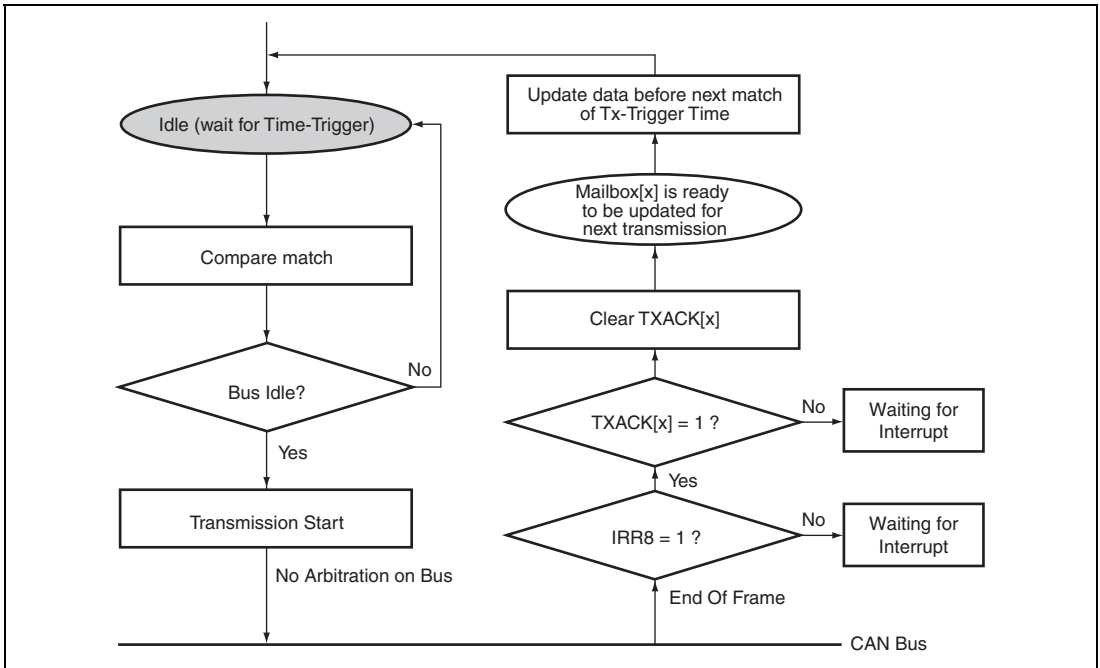 Idle (wait for Time-Trigger)
Compare match
Bus Idle?
No
Yes
Transmission Start
No Arbitration on Bus
Update data before next match
of Tx-Trigger Time
Mailbox[x] is ready
to be updated for
next transmission
Clear TXACK[x]
TXACK[x] = 1 ?
No
Waiting for
Interrupt
Yes
IRR8 = 1 ?
No
Waiting for
Interrupt
End Of Frame
CAN Bus